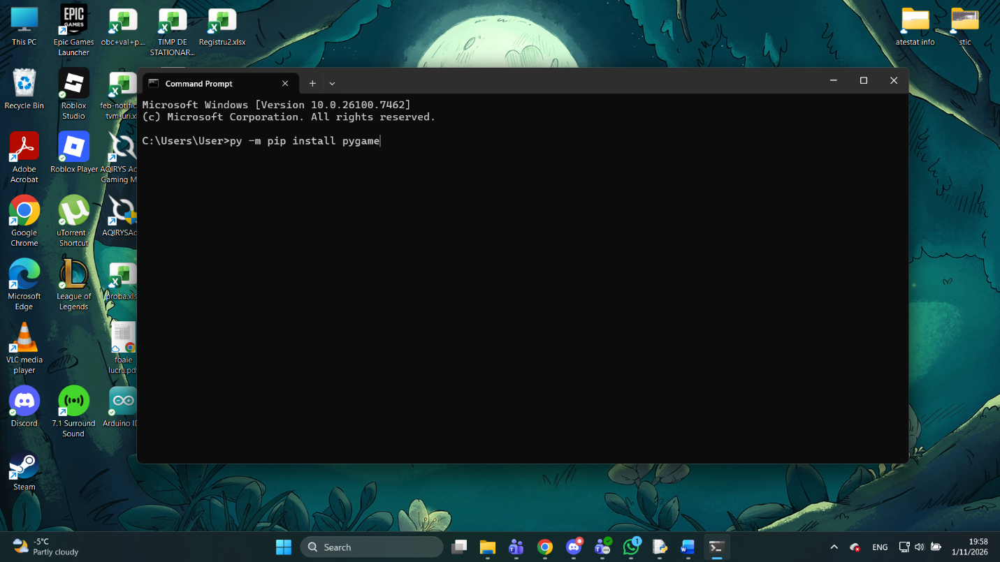 This PC
EPIC
GAMES
Epic Games
Launcher
obc+val+p...
TIMP DE
STATIONAR...
Registru2.xlsx
atestat info
stic
Recycle Bin
Roblox
Studio
feb-notific
tvm-uri.x
Command Prompt
Microsoft Windows [Version 10.0.26100.7462]
(c) Microsoft Corporation. All rights reserved.
C:\Users\User>py -m pip install pygame
Adobe
Acrobat
Roblox Player
AQIRYS
Gaming M
Google
Chrome
uTorrent -
Shortcut
Microsoft
Edge
League of
Legends
proba.xls
VLC media
player
foaie
lucru.pd
Discord
7.1 Surround
Sound
Arduino ID
Steam
-5°C
Partly cloudy
Search
1
ENG
19:58
1/11/2026